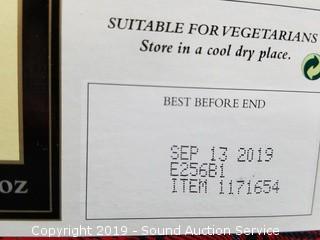 SUITABLE FOR VEGETARIANS
Store in a cool dry place.
BEST BEFORE END
SEP 13 2019
E256B1
ITEM 1171654
oz
Copyright 2019 - Sound Auction Service